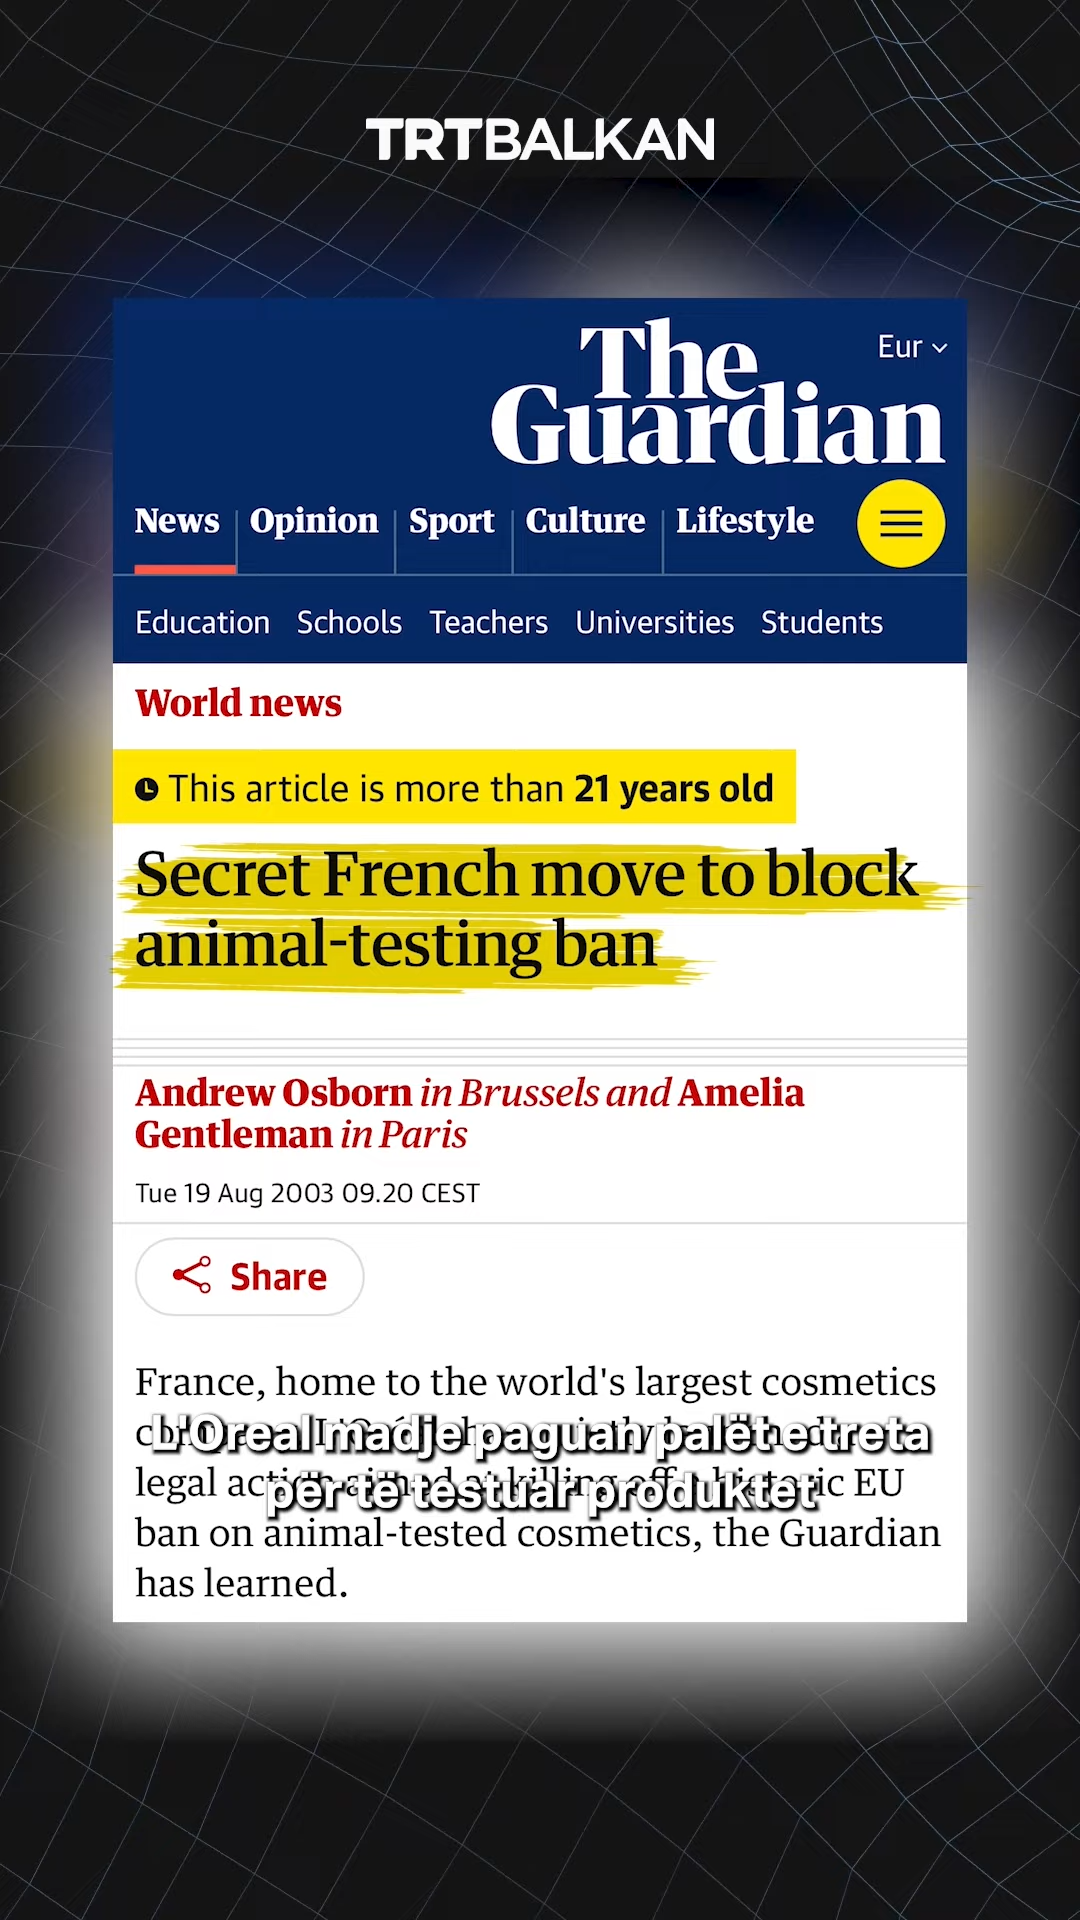 TRTBALKAN
The
Guardian
Eur
News Opinion Sport Culture Lifestyle
Education Schools Teachers Universities Students
World news
This article is more than 21 years old
Secret French move to block
animal-testing ban
Andrew Osborn in Brussels and Amelia
Gentleman in Paris
Tue 19 Aug 2003 09.20 CEST
Share
France, home to the world's largest cosmetics
L'Oreal madje paguan palët e treta
legal EU
për të testuar produktet
ban on animal-tested cosmetics, the Guardian
has learned.